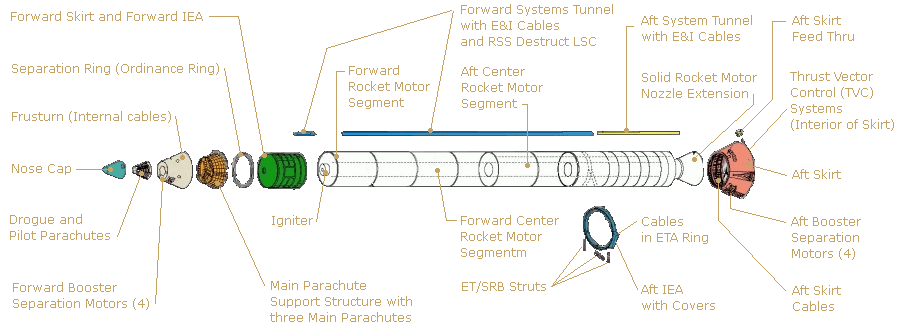 Forward Skirt and Forward IEA
Separation Ring (Ordinance Ring)
Frusturn (Internal cables)
Nose Cap
Drogue and
Pilot Parachutes
Forward Booster
Separation Motors (4)
Forward Systems Tunnel
with E&I Cables
and RSS Destruct LSC
Forward
Rocket Motor
Segment
Aft Center
Rocket Motor
Segment
Igniter
Main Parachute
Support Structure with
three Main Parachutes
Forward Center
Rocket Motor
Segmentm
ET/SRB Struts
Aft System Tunnel
with E&I Cables
Solid Rocket Motor
Nozzle Extension
Cables
in ETA Ring
Aft IEA
with Covers
Aft Skirt
Feed Thru
Thrust Vector
Control (TVC)
Systems
(Interior of Skirt)
Aft Skirt
Aft Booster
Separation
Motors (4)
Aft Skirt
Cables